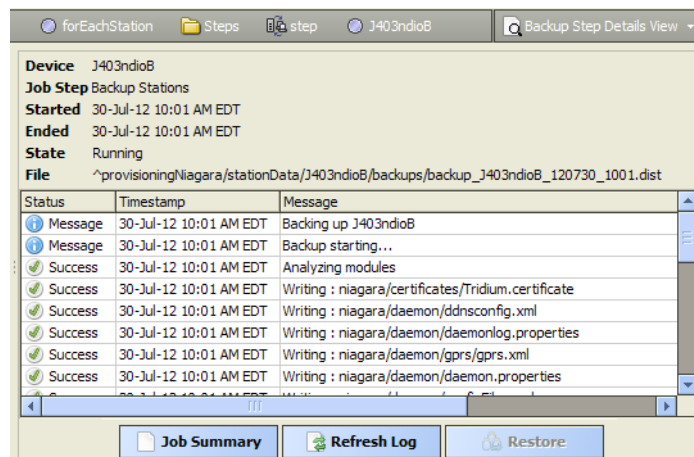 forEachStation Steps step J403ndioB Backup Step Details View
Device J403ndioB
Job Step Backup Stations
Started 30-Jul-12 10:01 AM EDT
Ended 30-Jul-12 10:01 AM EDT
State Running
File ^provisioningNiagara/stationData/J403ndioB/backups/backup_J403ndioB_120730_1001.dist
Status Timestamp Message
Message 30-Jul-12 10:01 AM EDT Backing up J403ndioB
Message 30-Jul-12 10:01 AM EDT Backup starting...
Success 30-Jul-12 10:01 AM EDT Analyzing modules
Success 30-Jul-12 10:01 AM EDT Writing : niagara/certificates/Tridium.certificate
Success 30-Jul-12 10:01 AM EDT Writing : niagara/daemon/ddnsconfig.xml
Success 30-Jul-12 10:01 AM EDT Writing : niagara/daemon/daemonlog.properties
Success 30-Jul-12 10:01 AM EDT Writing : niagara/daemon/gprs/gprs.xml
Success 30-Jul-12 10:01 AM EDT Writing : niagara/daemon/daemon.properties
Job Summary Refresh Log Restore